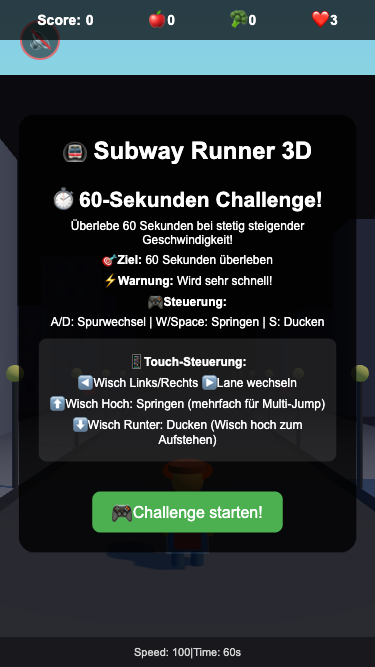 Score: 0 🍎0 🥦0 ❤️3
🚇 Subway Runner 3D
⏱️ 60-Sekunden Challenge!
Überlebe 60 Sekunden bei stetig steigender
Geschwindigkeit!
🎯Ziel: 60 Sekunden überleben
⚡Warnung: Wird sehr schnell!
🎮Steuerung:
A/D: Spurwechsel | W/Space: Springen | S: Ducken
📱Touch-Steuerung:
◀️Wisch Links/Rechts ▶️Lane wechseln
⬆️Wisch Hoch: Springen (mehrfach für Multi-Jump)
⬇️Wisch Runter: Ducken (Wisch hoch zum
Aufstehen)
🎮Challenge starten!
Speed: 100|Time: 60s